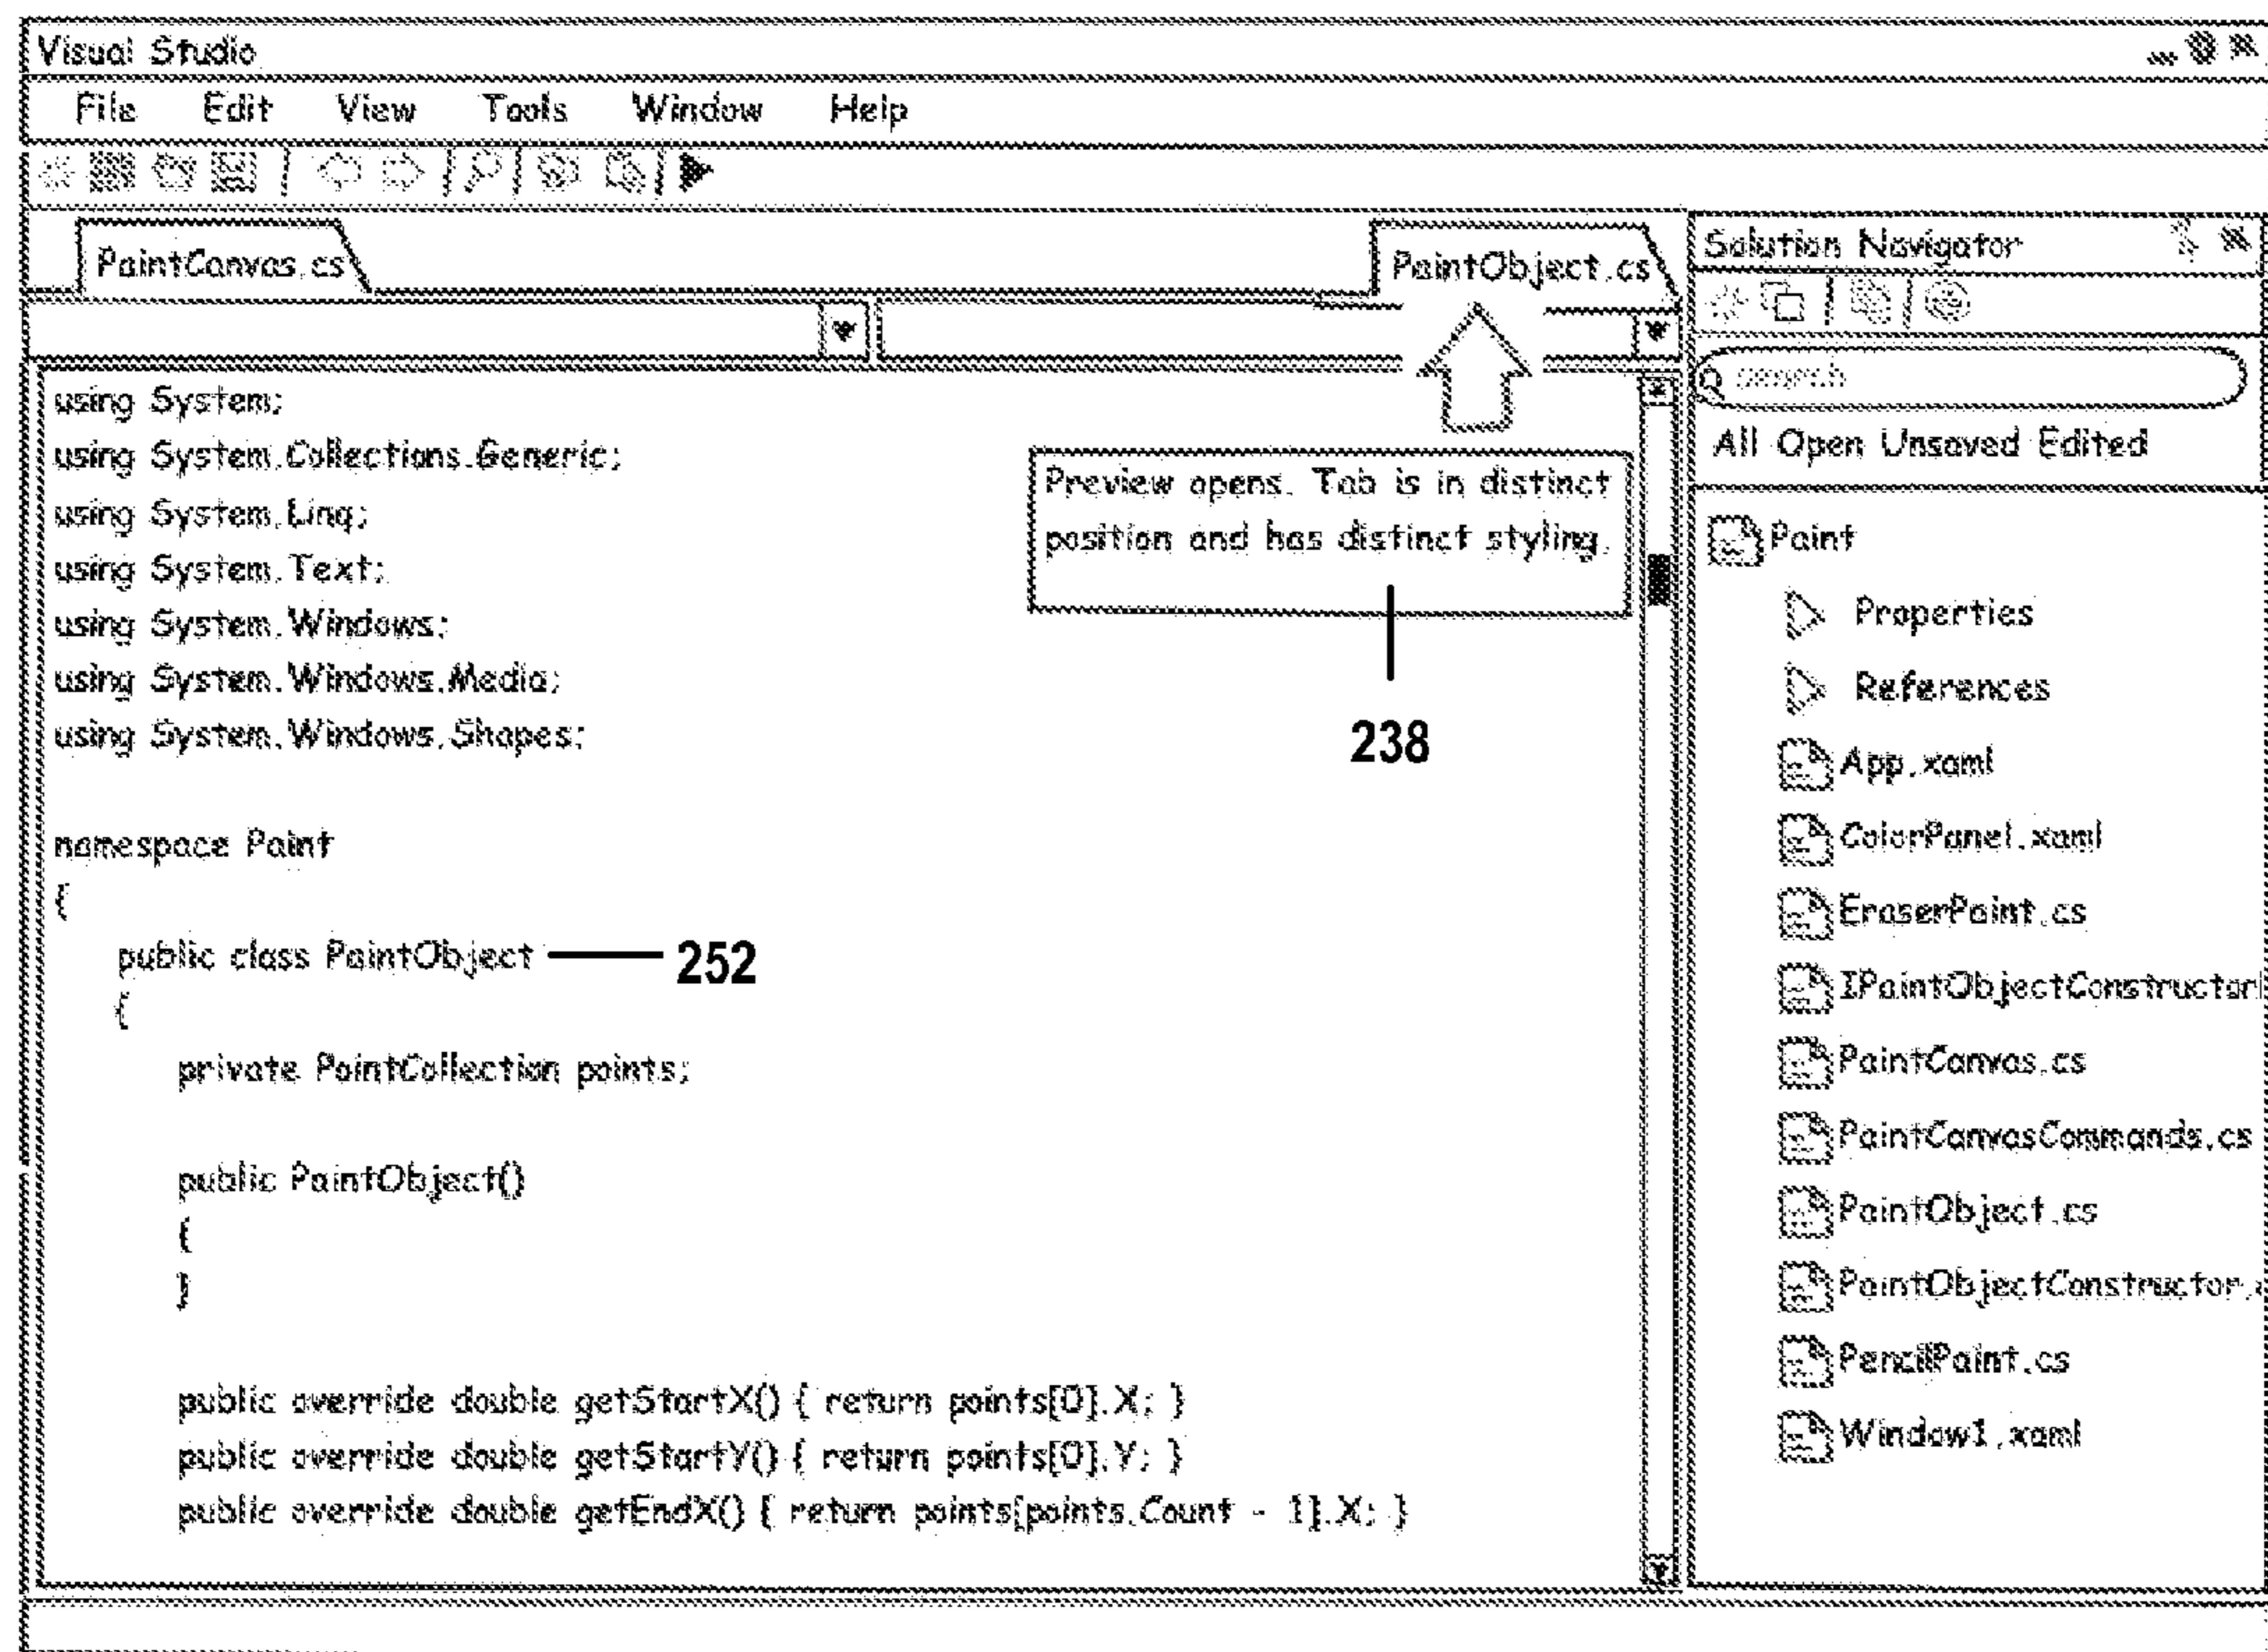 Visual Studio
File Edit View Tools Window Help
PaintCanvas.cs
PaintObject.cs
using System;
using System.Collections.Generic;
using System.Linq;
using System.Text;
using System.Windows;
using System.Windows.Media;
using System.Windows.Shapes;
namespace Paint
{
public class PaintObject
252
{
private PointCollection points;
public PaintObject()
{
}
public override double getStartX() { return points[0].X; }
public override double getStartY() { return points[0].Y; }
public override double getEndX() { return points[points.Count - 1].X; }
Preview opens. Tab is in distinct
position and has distinct styling.
238
Solution Navigator
search
All Open Unsaved Edited
Paint
Properties
References
App.xaml
ColorPanel.xaml
EraserPaint.cs
IPaintObjectConstructor
PaintCanvas.cs
PaintCanvasCommands.cs
PaintObject.cs
PaintObjectConstructor.c
PencilPaint.cs
Window1.xaml